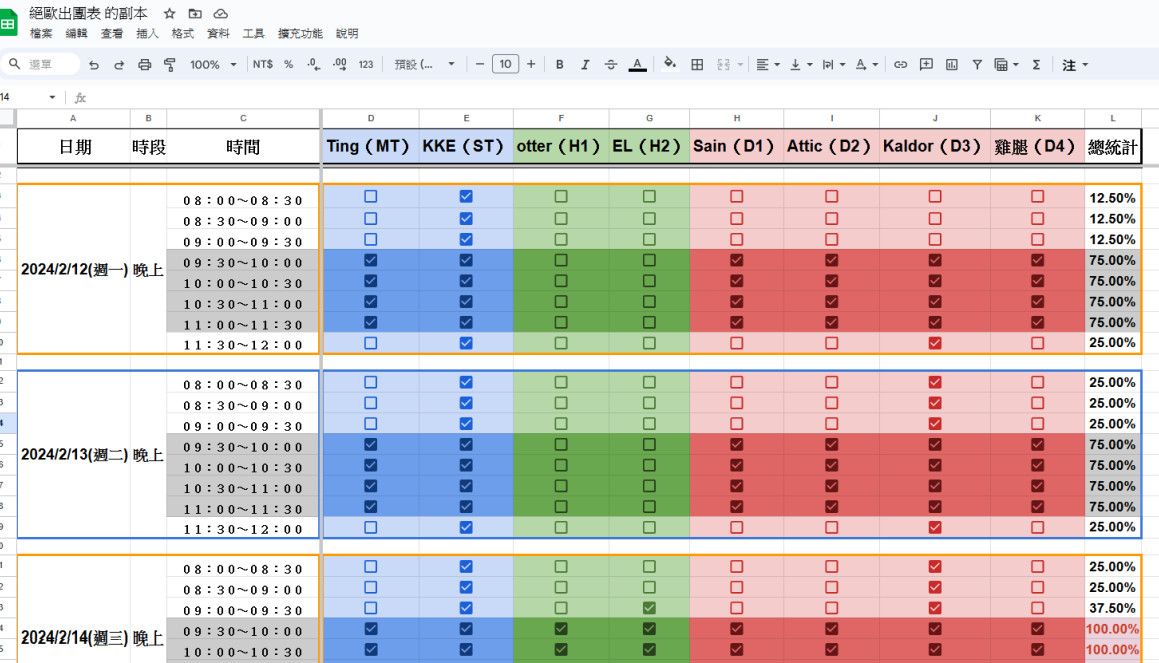 絕歐出團表 的副本
檔案 編輯 查看 插入 格式 資料 工具 擴充功能 說明
選單 100% NT$ % .0 .00 123 預設 (... 10 B I A A Σ 注
14 fx
A B C D E F G H I J K L
日期 時段 時間 Ting（MT） KKE（ST） otter（H1） EL（H2） Sain（D1） Attic（D2） Kaldor（D3） 雞腿（D4） 總統計
08：00～08：30 12.50%
08：30～09：00 12.50%
09：00～09：30 12.50%
2024/2/12(週一) 晚上 09：30～10：00 75.00%
10：00～10：30 75.00%
10：30～11：00 75.00%
11：00～11：30 75.00%
11：30～12：00 25.00%
08：00～08：30 25.00%
08：30～09：00 25.00%
09：00～09：30 25.00%
2024/2/13(週二) 晚上 09：30～10：00 75.00%
10：00～10：30 75.00%
10：30～11：00 75.00%
11：00～11：30 75.00%
11：30～12：00 25.00%
08：00～08：30 25.00%
08：30～09：00 25.00%
09：00～09：30 37.50%
2024/2/14(週三) 晚上 09：30～10：00 100.00%
10：00～10：30 100.00%